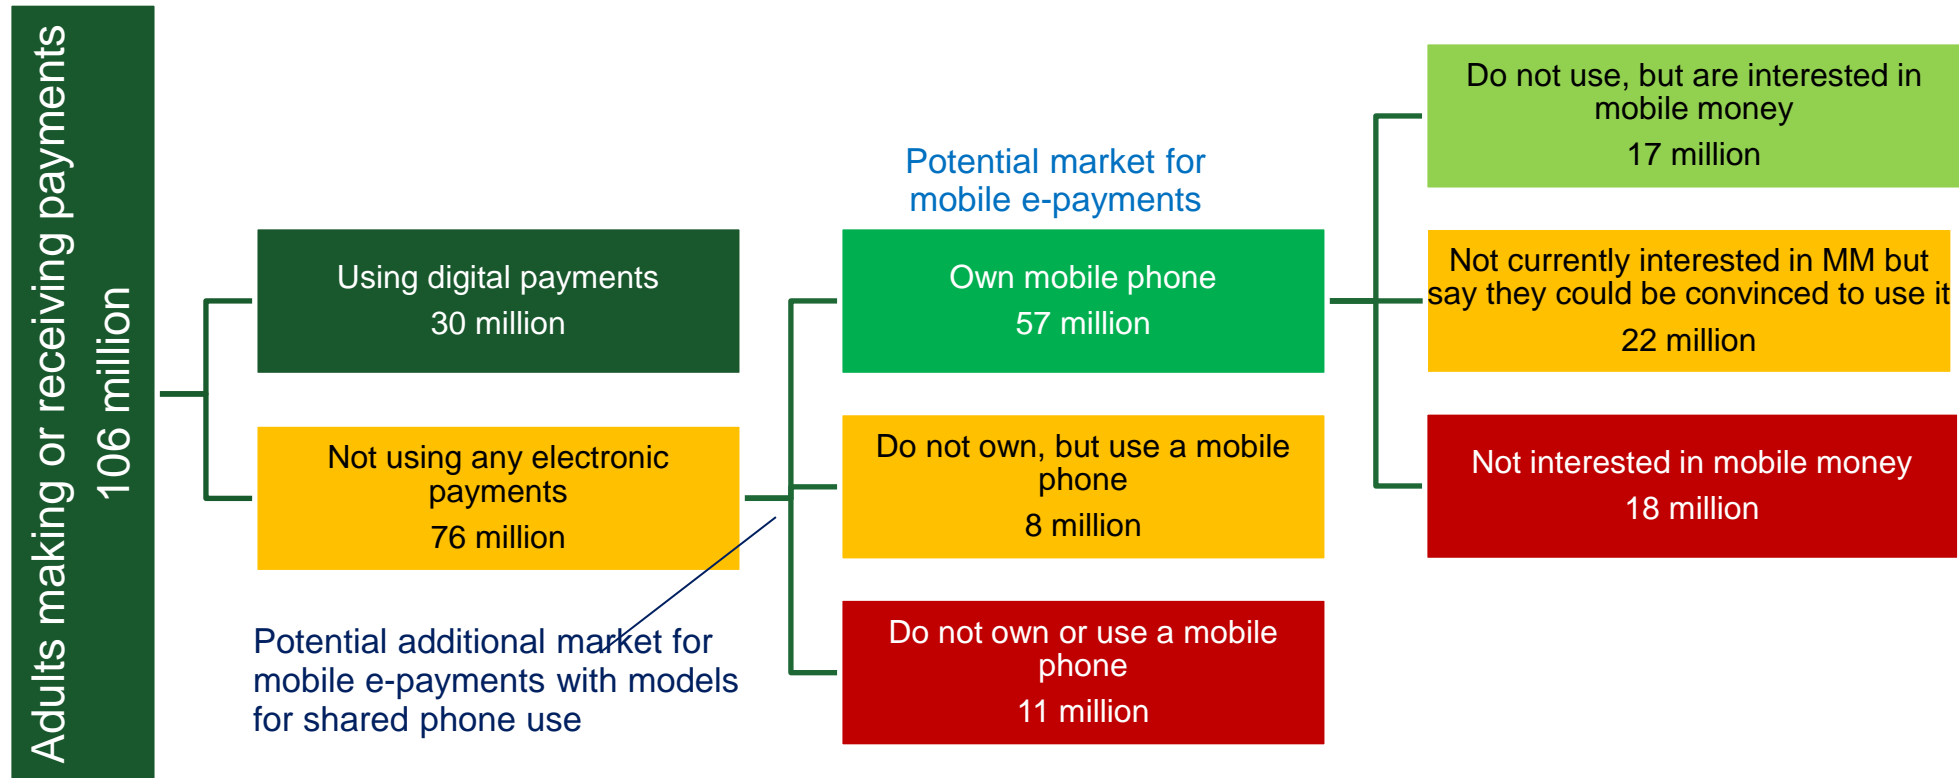 Adults making or receiving payments
106 million
Using digital payments
30 million
Not using any electronic
payments
76 million
Potential additional market for
mobile e-payments with models
for shared phone use
Potential market for
mobile e-payments
Own mobile phone
57 million
Do not own, but use a mobile
phone
8 million
Do not own or use a mobile
phone
11 million
Do not use, but are interested in
mobile money
17 million
Not currently interested in MM but
say they could be convinced to use it
22 million
Not interested in mobile money
18 million